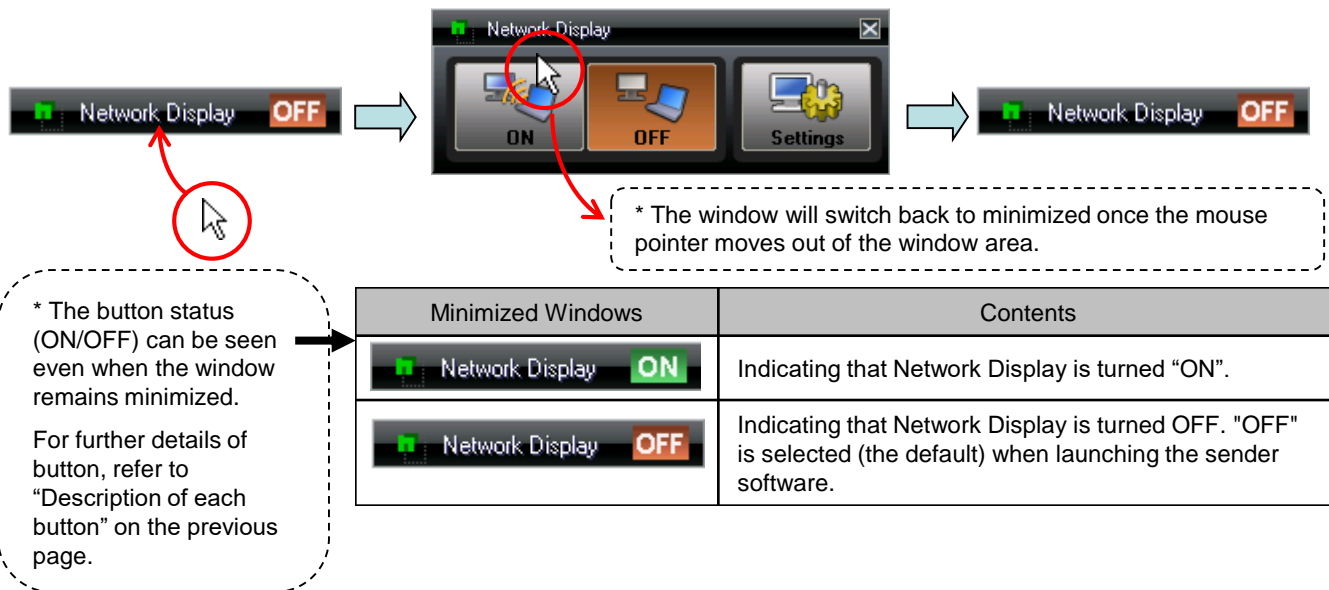 Network Display OFF
Network Display
ON
OFF
Settings
Network Display OFF
* The window will switch back to minimized once the mouse
pointer moves out of the window area.
* The button status
(ON/OFF) can be seen
even when the window
remains minimized.
For further details of
button, refer to
“Description of each
button” on the previous
page.
Minimized Windows
Contents
Network Display ON
Indicating that Network Display is turned “ON”.
Network Display OFF
Indicating that Network Display is turned OFF. "OFF"
is selected (the default) when launching the sender
software.